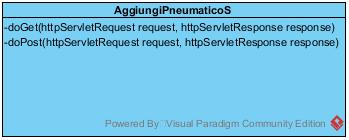 AggiungiPneumaticoS
-doGet(httpServletRequest request, httpServletResponse response)
-doPost(httpServletRequest request, httpServletResponse response)
Powered By Visual Paradigm Community Edition